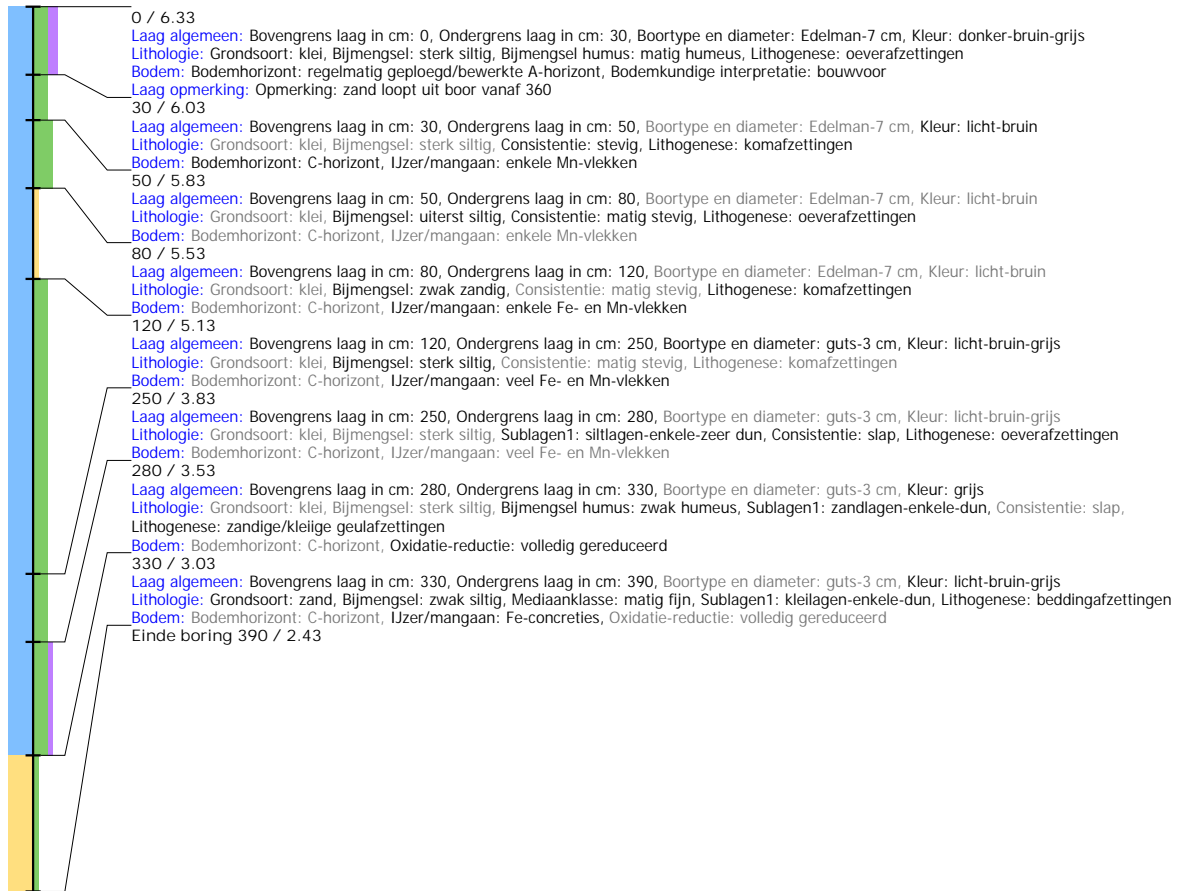 0 / 6.33
Laag algemeen: Bovengrens laag in cm: 0, Ondergrens laag in cm: 30, Boortype en diameter: Edelman-7 cm, Kleur: donker-bruin-grijs
Lithologie: Grondsoort: klei, Bijmengsel: sterk siltig, Bijmengsel humus: matig humeus, Lithogenese: oeverafzettingen
Bodem: Bodemhorizont: regelmatig geploegd/bewerkte A-horizont, Bodemkundige interpretatie: bouwvoor
Laag opmerking: Opmerking: zand loopt uit boor vanaf 360
30 / 6.03
Laag algemeen: Bovengrens laag in cm: 30, Ondergrens laag in cm: 50, Boortype en diameter: Edelman-7 cm, Kleur: licht-bruin
Lithologie: Grondsoort: klei, Bijmengsel: sterk siltig, Consistentie: stevig, Lithogenese: komafzettingen
Bodem: Bodemhorizont: C-horizont, IJzer/mangaan: enkele Mn-vlekken
50 / 5.83
Laag algemeen: Bovengrens laag in cm: 50, Ondergrens laag in cm: 80, Boortype en diameter: Edelman-7 cm, Kleur: licht-bruin
Lithologie: Grondsoort: klei, Bijmengsel: uiterst siltig, Consistentie: matig stevig, Lithogenese: oeverafzettingen
Bodem: Bodemhorizont: C-horizont, IJzer/mangaan: enkele Mn-vlekken
80 / 5.53
Laag algemeen: Bovengrens laag in cm: 80, Ondergrens laag in cm: 120, Boortype en diameter: Edelman-7 cm, Kleur: licht-bruin
Lithologie: Grondsoort: klei, Bijmengsel: zwak zandig, Consistentie: matig stevig, Lithogenese: komafzettingen
Bodem: Bodemhorizont: C-horizont, IJzer/mangaan: enkele Fe- en Mn-vlekken
120 / 5.13
Laag algemeen: Bovengrens laag in cm: 120, Ondergrens laag in cm: 250, Boortype en diameter: guts-3 cm, Kleur: licht-bruin-grijs
Lithologie: Grondsoort: klei, Bijmengsel: sterk siltig, Consistentie: matig stevig, Lithogenese: komafzettingen
Bodem: Bodemhorizont: C-horizont, IJzer/mangaan: veel Fe- en Mn-vlekken
250 / 3.83
Laag algemeen: Bovengrens laag in cm: 250, Ondergrens laag in cm: 280, Boortype en diameter: guts-3 cm, Kleur: licht-bruin-grijs
Lithologie: Grondsoort: klei, Bijmengsel: sterk siltig, Sublagen1: siltlagen-enkele-zeer dun, Consistentie: slap, Lithogenese: oeverafzettingen
Bodem: Bodemhorizont: C-horizont, IJzer/mangaan: veel Fe- en Mn-vlekken
280 / 3.53
Laag algemeen: Bovengrens laag in cm: 280, Ondergrens laag in cm: 330, Boortype en diameter: guts-3 cm, Kleur: grijs
Lithologie: Grondsoort: klei, Bijmengsel: sterk siltig, Bijmengsel humus: zwak humeus, Sublagen1: zandlagen-enkele-dun, Consistentie: slap,
Lithogenese: zandige/kleiige geulafzettingen
Bodem: Bodemhorizont: C-horizont, Oxidatie-reductie: volledig gereduceerd
330 / 3.03
Laag algemeen: Bovengrens laag in cm: 330, Ondergrens laag in cm: 390, Boortype en diameter: guts-3 cm, Kleur: licht-bruin-grijs
Lithologie: Grondsoort: zand, Bijmengsel: zwak siltig, Mediaanklasse: matig fijn, Sublagen1: kleilagen-enkele-dun, Lithogenese: beddingafzettingen
Bodem: Bodemhorizont: C-horizont, IJzer/mangaan: Fe-concreties, Oxidatie-reductie: volledig gereduceerd
Einde boring 390 / 2.43